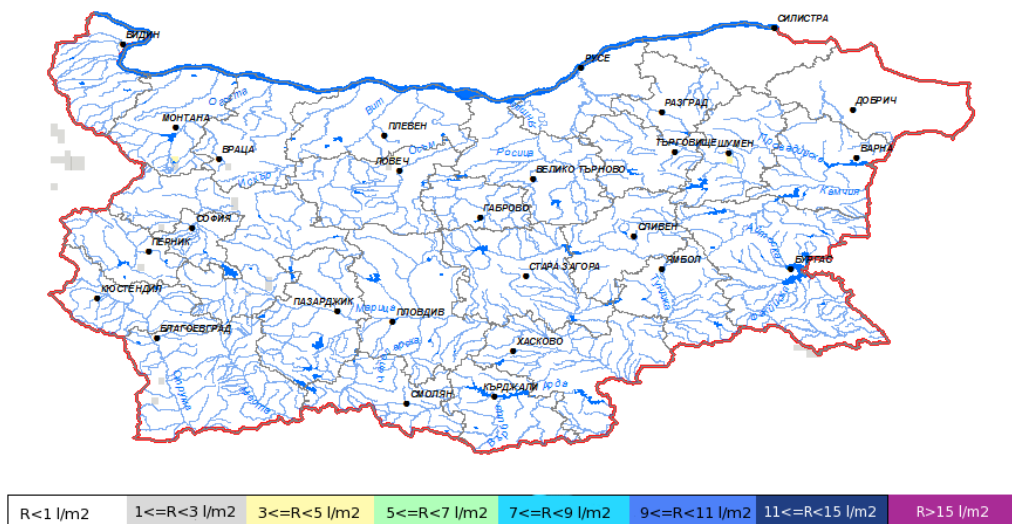 СИЛИСТРА
ВИДИН
РУСЕ
ДОБРИЧ
РАЗГРАД
Огоста
Вит
МОНТАНА
ПЛЕВЕН
ВРАЦА
ЛОВЕЧ
Осъм
Росица
ТЪРГОВИЩЕ
ШУМЕН
ВАРНА
Искър
ВЕЛИКО ТЪРНОВО
Камчия
СОФИЯ
ГАБРОВО
СЛИВЕН
ПЕРНИК
СТАРА ЗАГОРА
ЯМБОЛ
БУРГАС
КЮСТЕНДИЛ
ПАЗАРДЖИК
Марица
ПЛОВДИВ
БЛАГОЕВГРАД
ХАСКОВО
СМОЛЯН
КЪРДЖАЛИ
Места
R<1 l/m2
1<=R<3 l/m2
3<=R<5 l/m2
5<=R<7 l/m2
7<=R<9 l/m2
9<=R<11 l/m2
11<=R<15 l/m2
R>15 l/m2